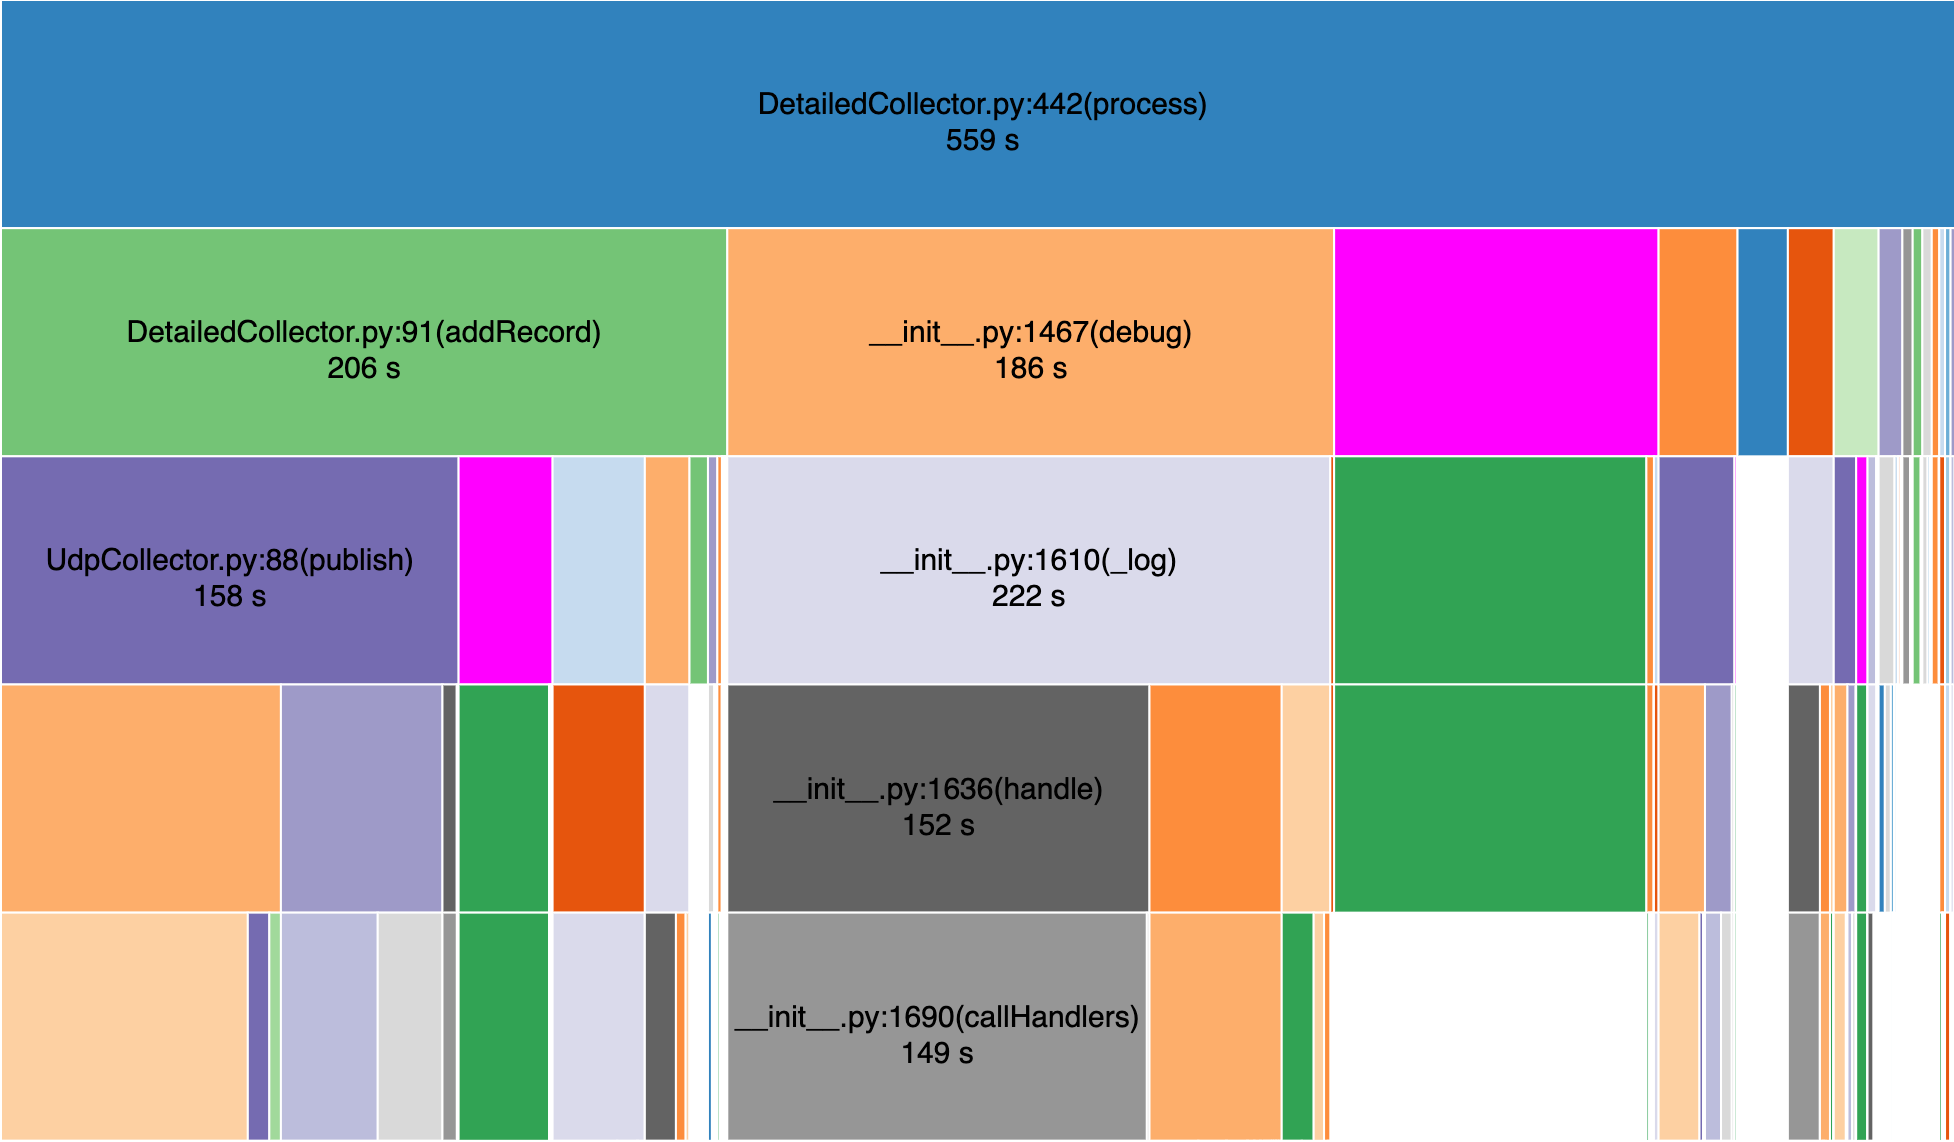 DetailedCollector.py:442(process)
559 s
DetailedCollector.py:91(addRecord)
206 s
__init__.py:1467(debug)
186 s
UdpCollector.py:88(publish)
158 s
__init__.py:1610(_log)
222 s
__init__.py:1636(handle)
152 s
__init__.py:1690(callHandlers)
149 s